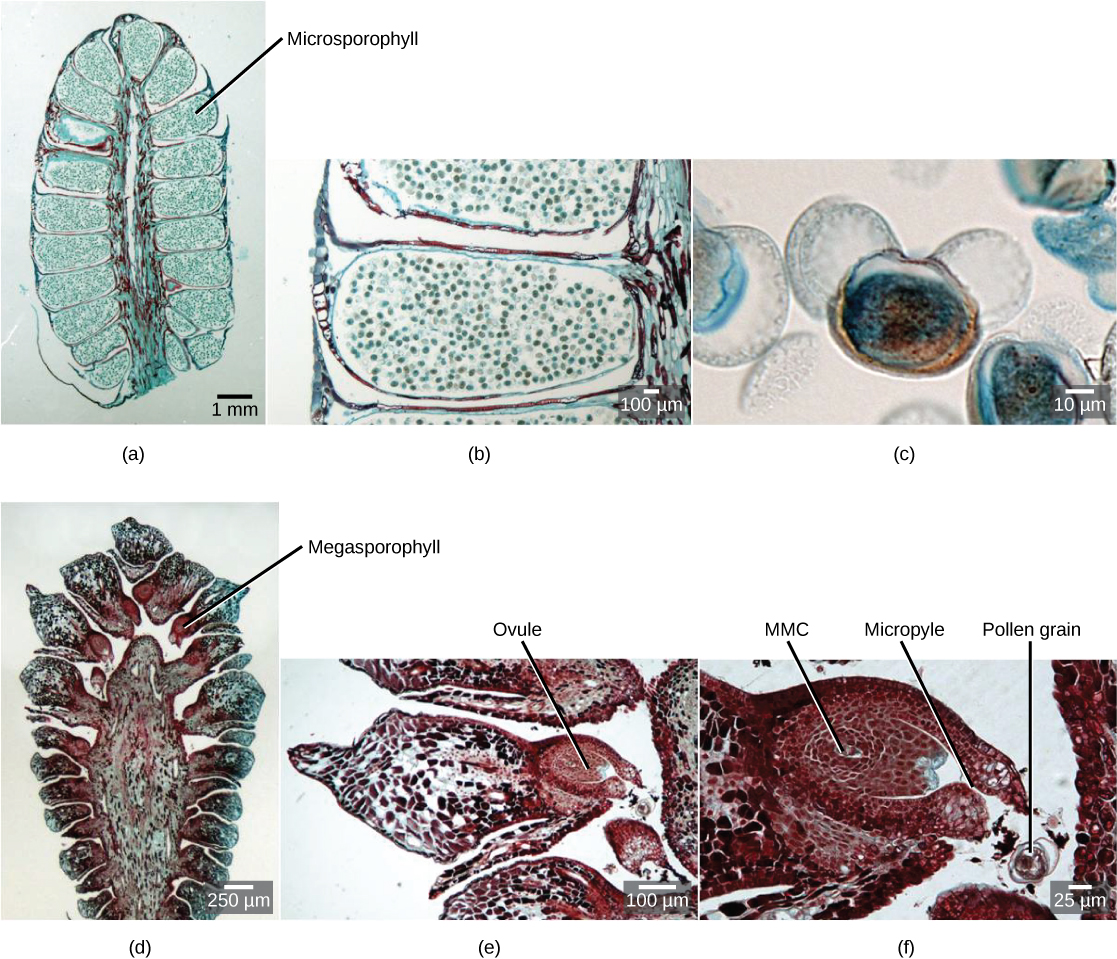 Microsporophyll
1 mm
100 µm
10 µm
(a)
(b)
(c)
Megasporophyll
Ovule
MMC
Micropyle
Pollen grain
250 µm
100 µm
25 µm
(d)
(e)
(f)